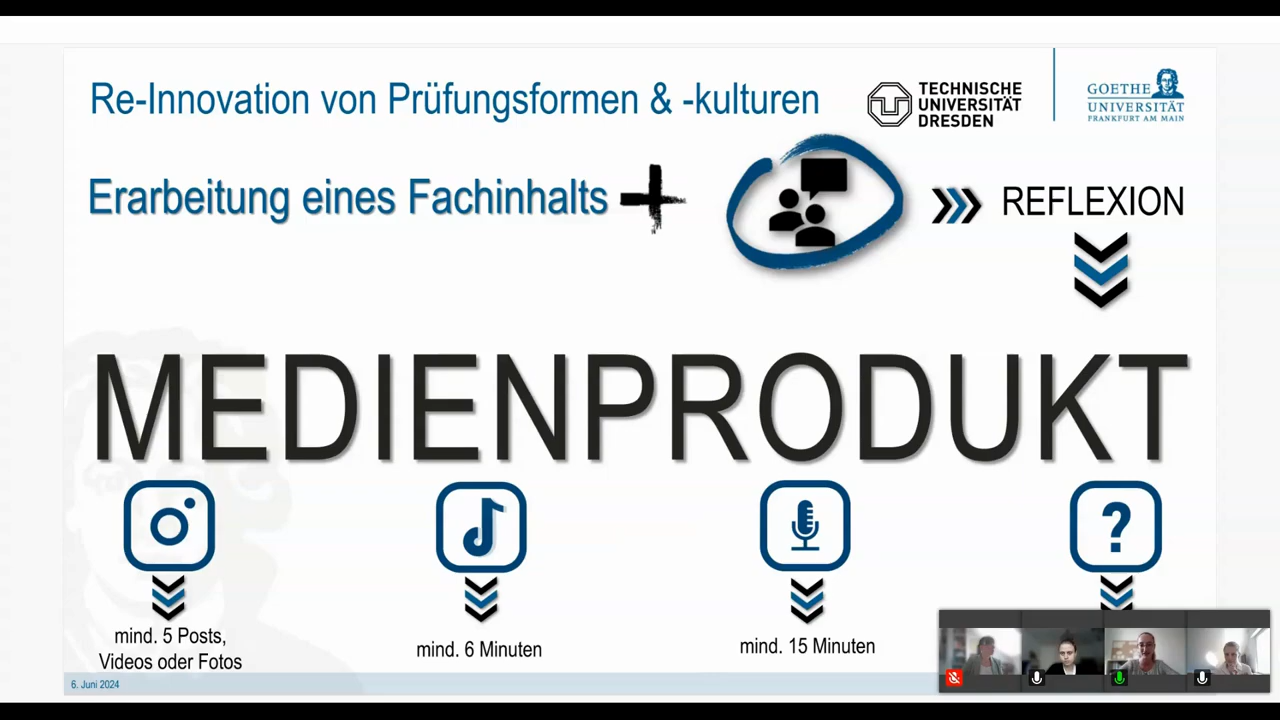 Re-Innovation von Prüfungsformen & -kulturen
TECHNISCHE
UNIVERSITÄT
DRESDEN
GOETHE
UNIVERSITÄT
FRANKFURT AM MAIN
Erarbeitung eines Fachinhalts
REFLEXION
MEDIENPRODUKT
?
mind. 5 Posts,
Videos oder Fotos
mind. 6 Minuten
mind. 15 Minuten
6. Juni 2024